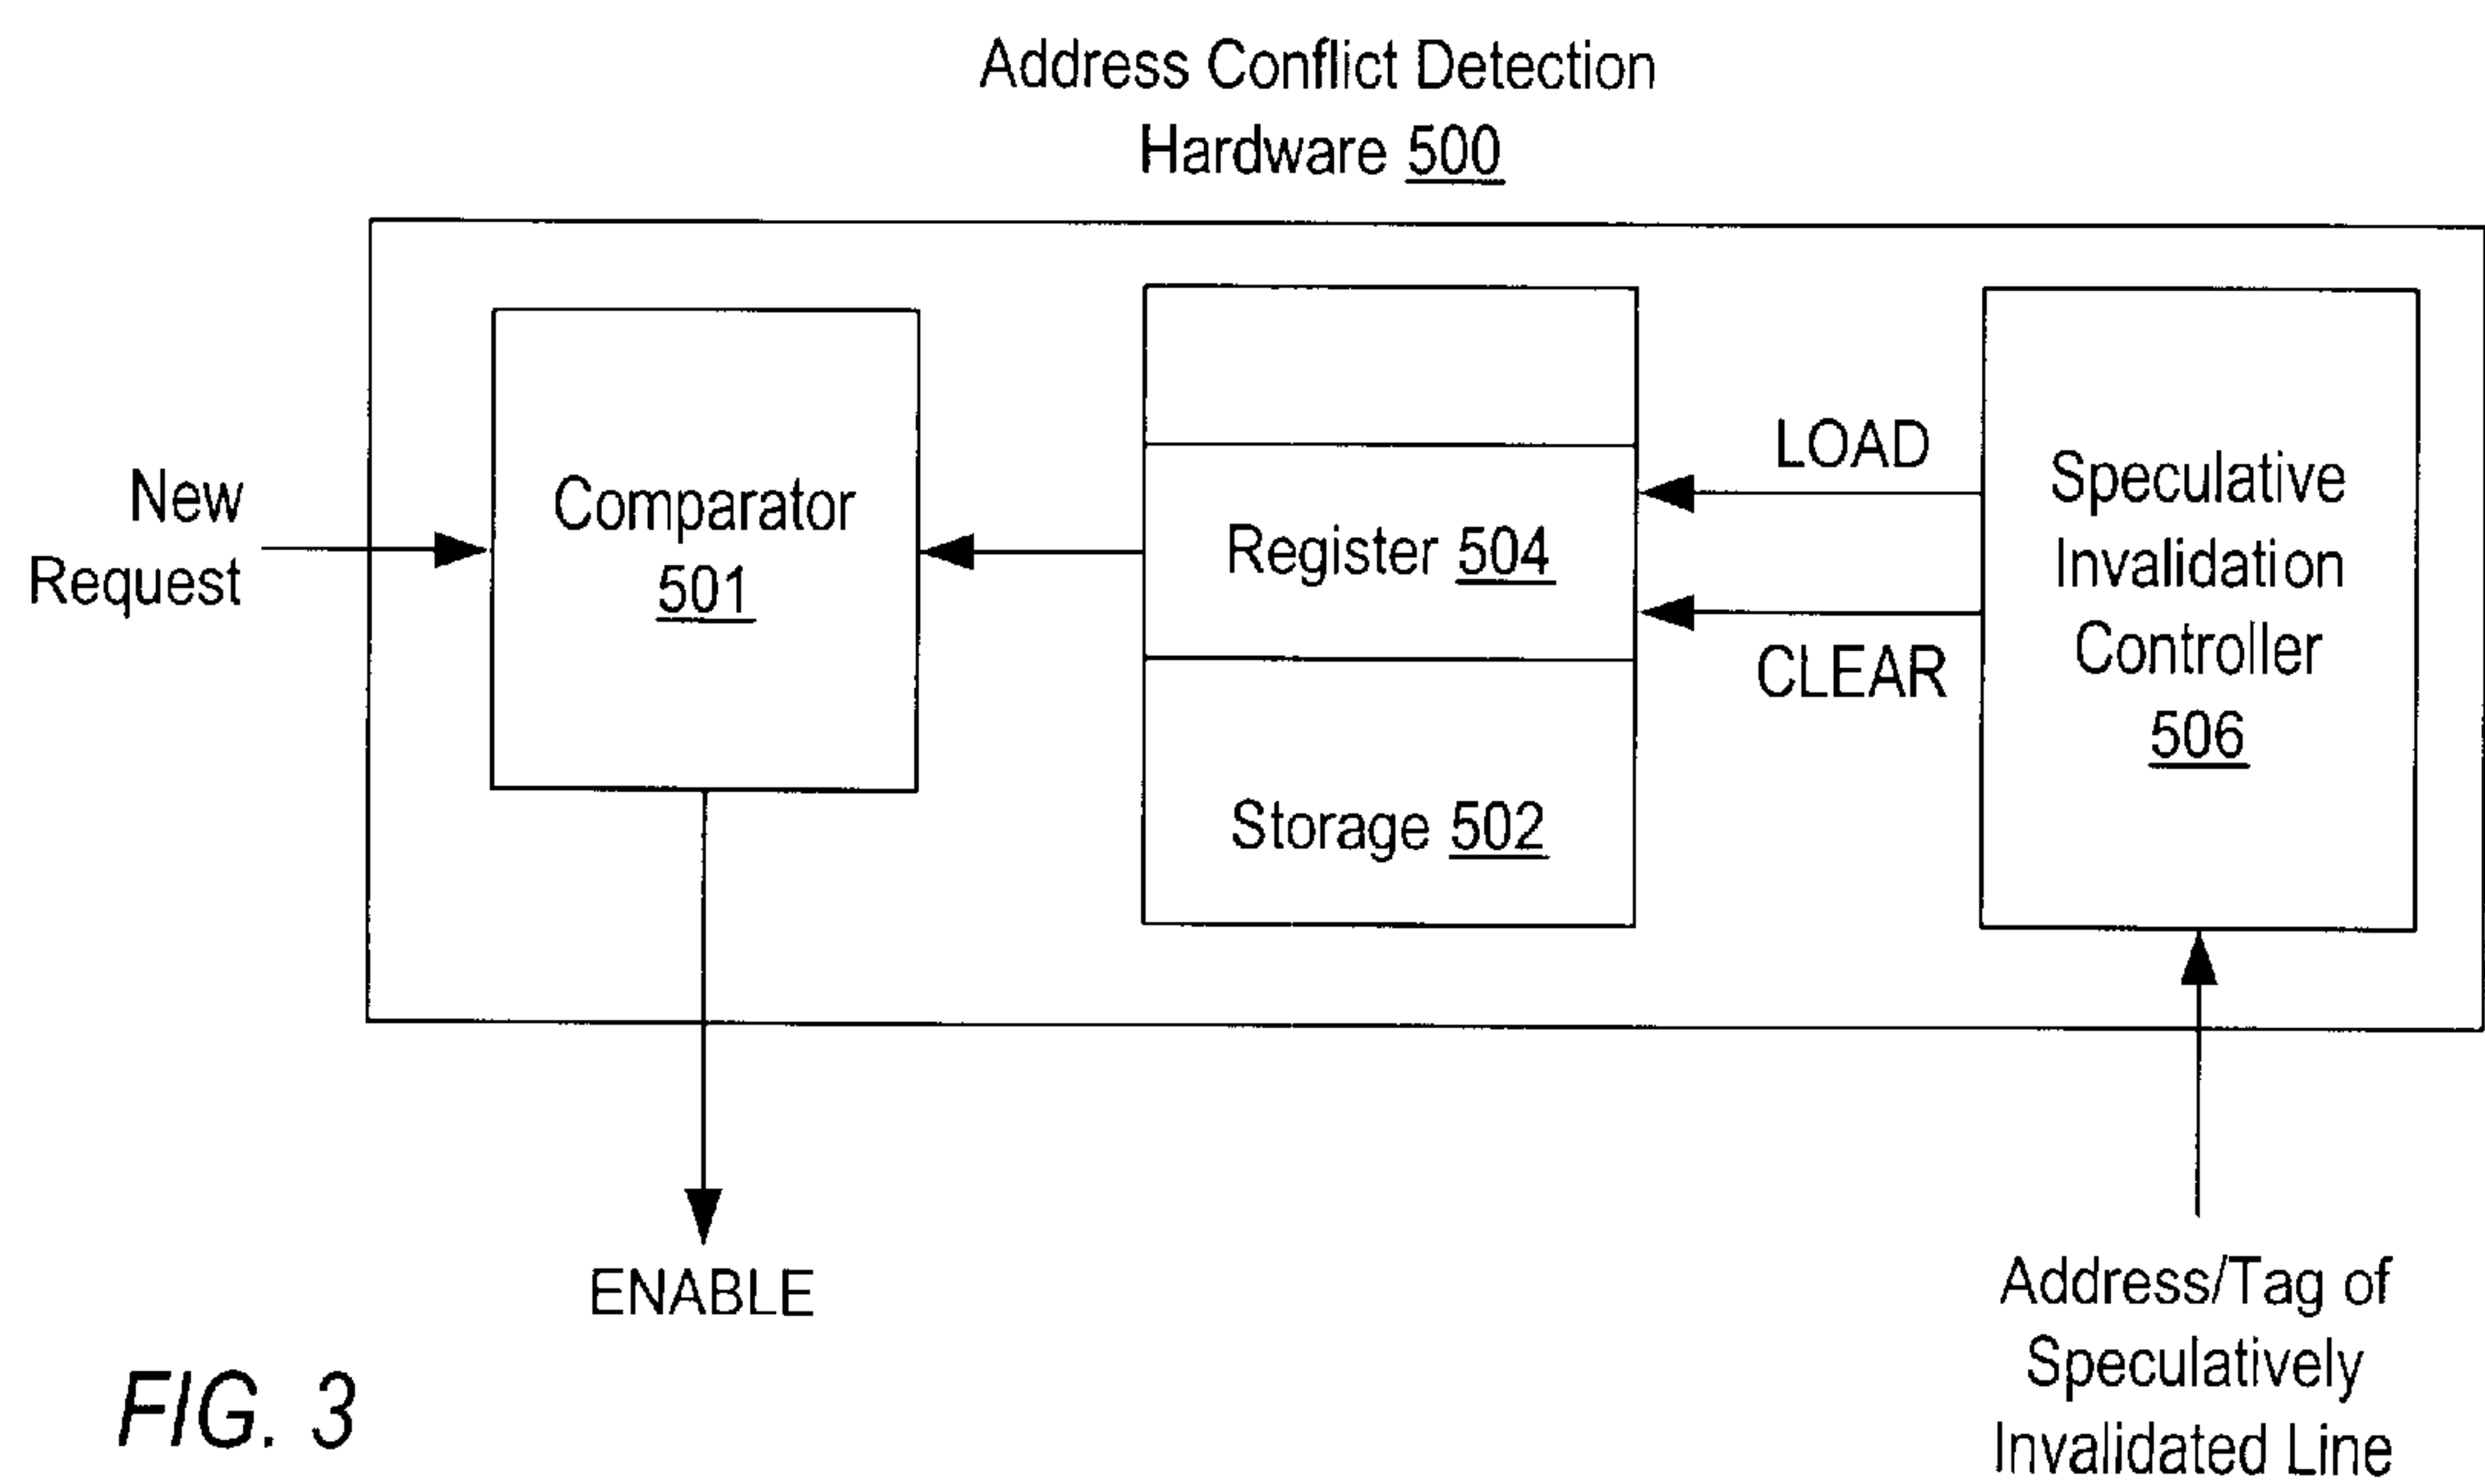 Address Conflict Detection
Hardware 500
New
Request
Comparator
501
Register 504
Storage 502
LOAD
CLEAR
Speculative
Invalidation
Controller
506
ENABLE
Address/Tag of
Speculatively
Invalidated Line
FIG. 3